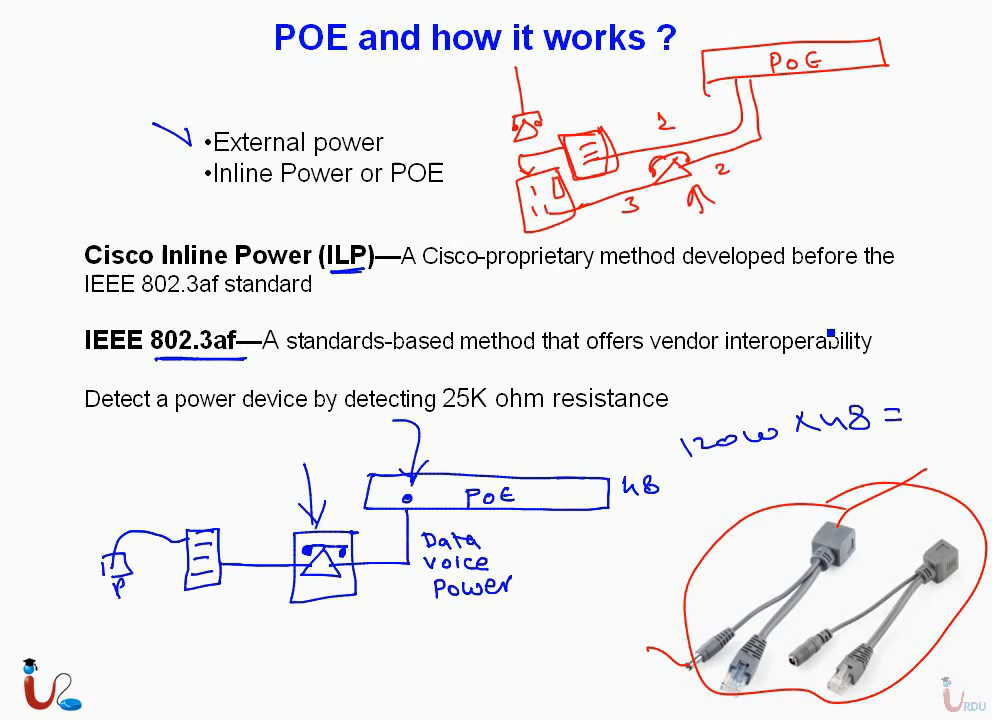 POE and how it works ?
PoE
•External power
•Inline Power or POE
2
2
3
Cisco Inline Power (ILP)—A Cisco-proprietary method developed before the
IEEE 802.3af standard
IEEE 802.3af—A standards-based method that offers vendor interoperability
Detect a power device by detecting 25K ohm resistance
120W x 48 =
PoE
48
Data
Voice
Power
P
URDU